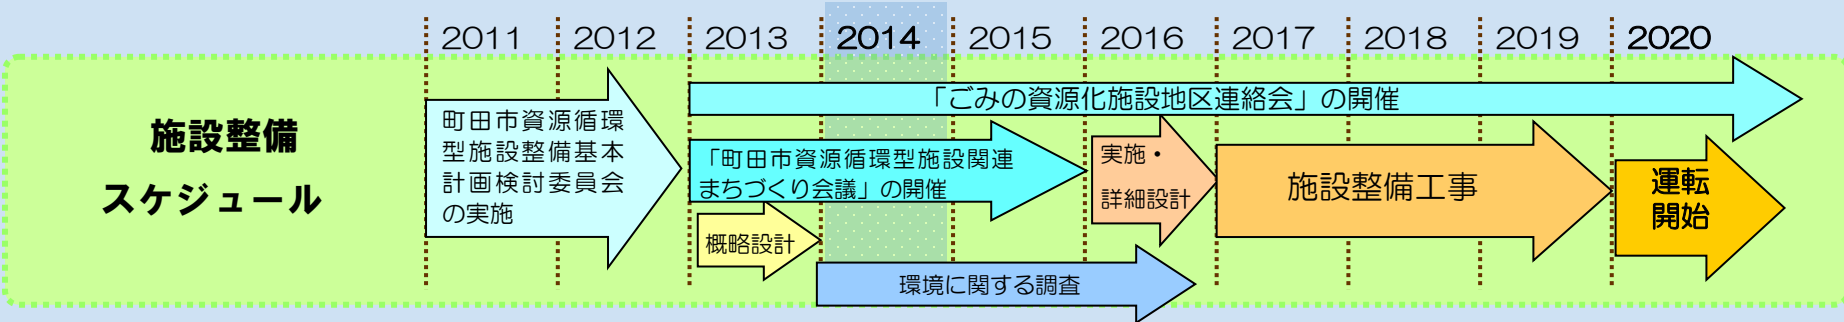 2011 2012 2013 2014 2015 2016 2017 2018 2019 2020
施設整備
スケジュール
町田市資源循環
型施設整備基本
計画検討委員会
の実施
「ごみの資源化施設地区連絡会」の開催
「町田市資源循環型施設関連
まちづくり会議」の開催
概略設計
環境に関する調査
実施・
詳細設計
施設整備工事
運転
開始